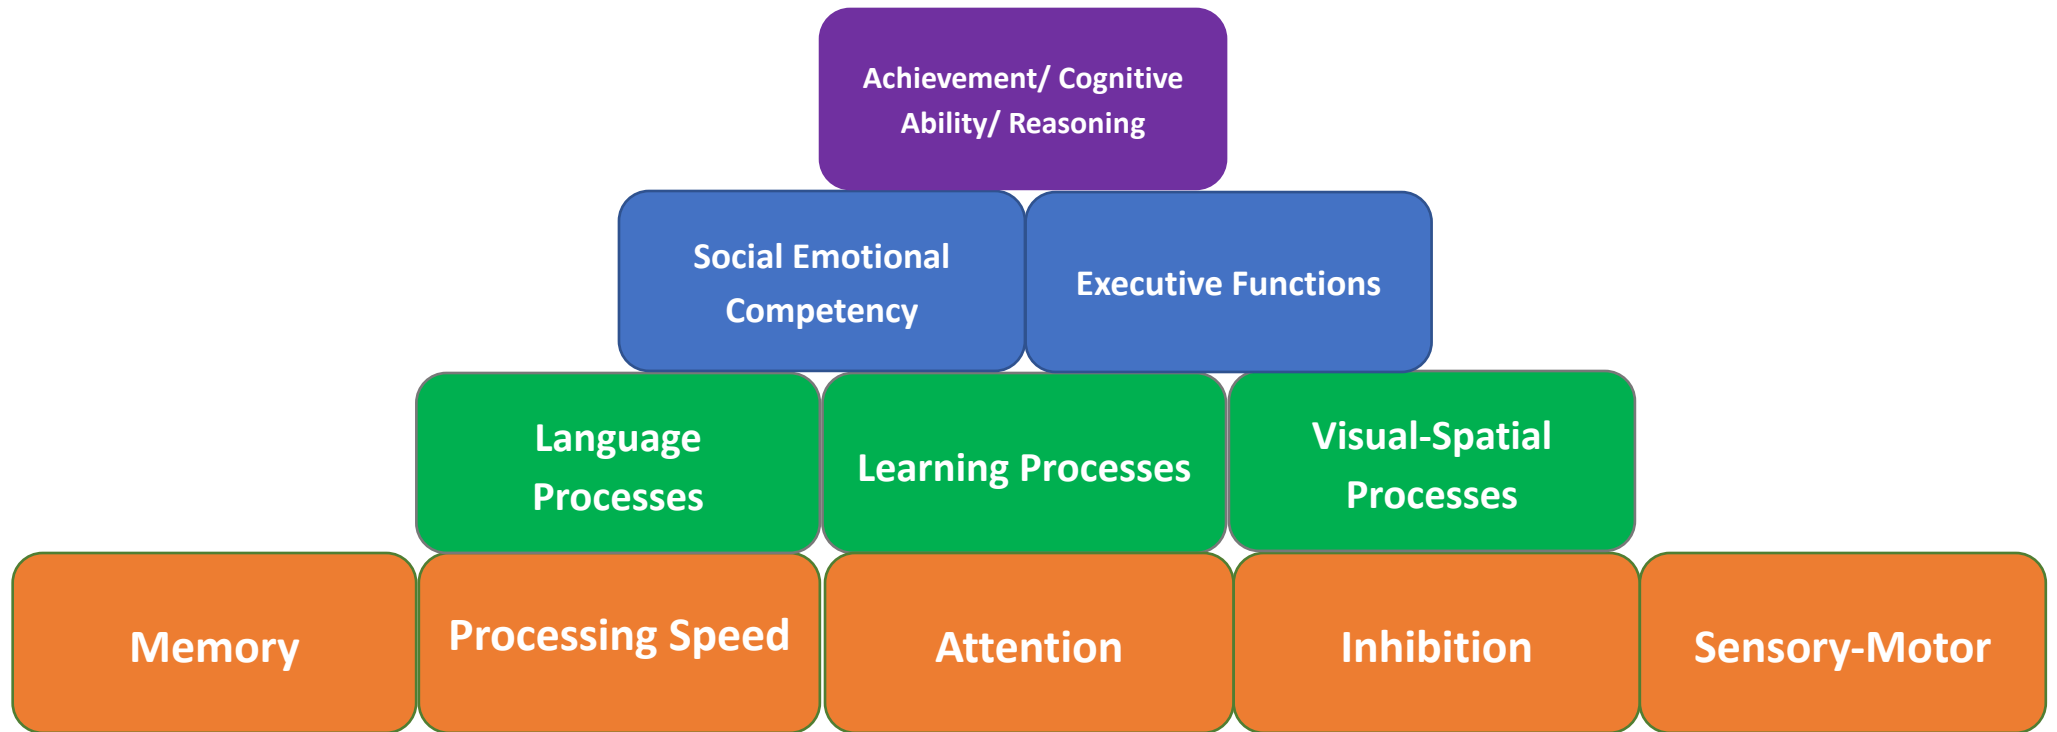 Achievement/ Cognitive
Ability/ Reasoning
Social Emotional
Competency
Executive Functions
Language
Processes
Learning Processes
Visual-Spatial
Processes
Memory
Processing Speed
Attention
Inhibition
Sensory-Motor